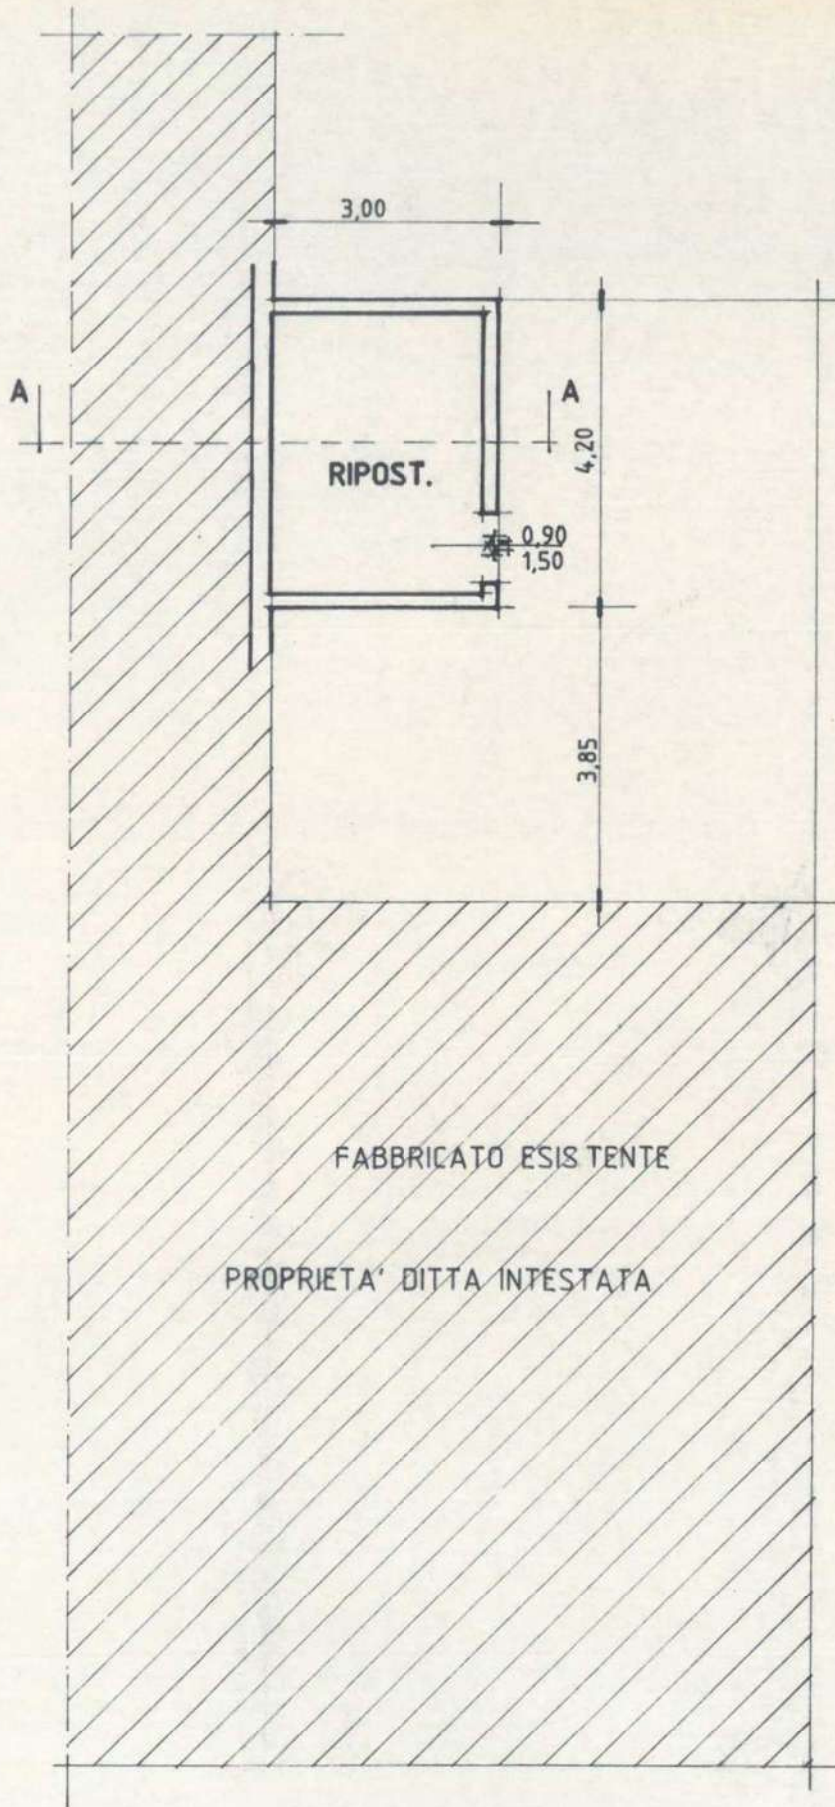 3,00
A
A
4,20
RIPOST.
0,90
1,50
3,85
FABBRICATO ESISTENTE
PROPRIETA' DITTA INTESTATA